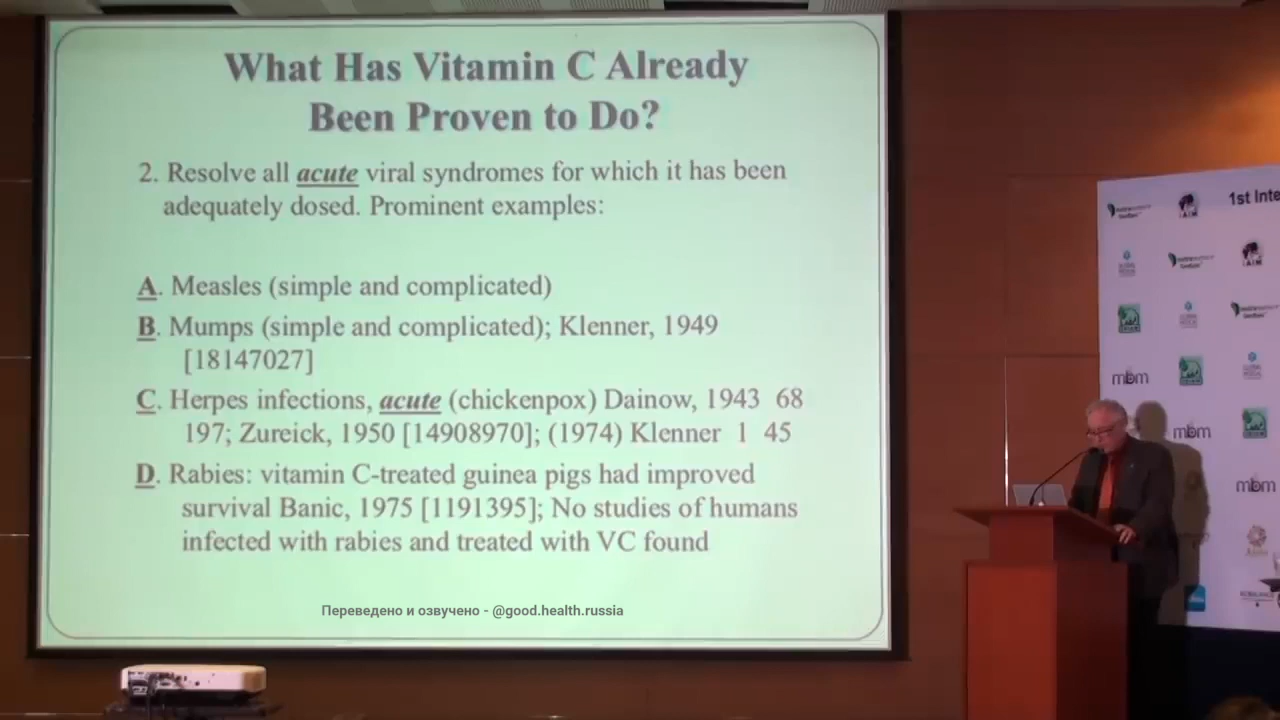 What Has Vitamin C Already
Been Proven to Do?
2. Resolve all acute viral syndromes for which it has been
adequately dosed. Prominent examples:
A. Measles (simple and complicated)
B. Mumps (simple and complicated); Klenner, 1949
[18147027]
C. Herpes infections, acute (chickenpox) Dainow, 1943 68
197; Zureick, 1950 [14908970]; (1974) Klenner 1 45
D. Rabies: vitamin C-treated guinea pigs had improved
survival Banic, 1975 [1191395]; No studies of humans
infected with rabies and treated with VC found
Переведено и озвучено - @good.health.russia
1st Inte
mbm
mbm
mbm